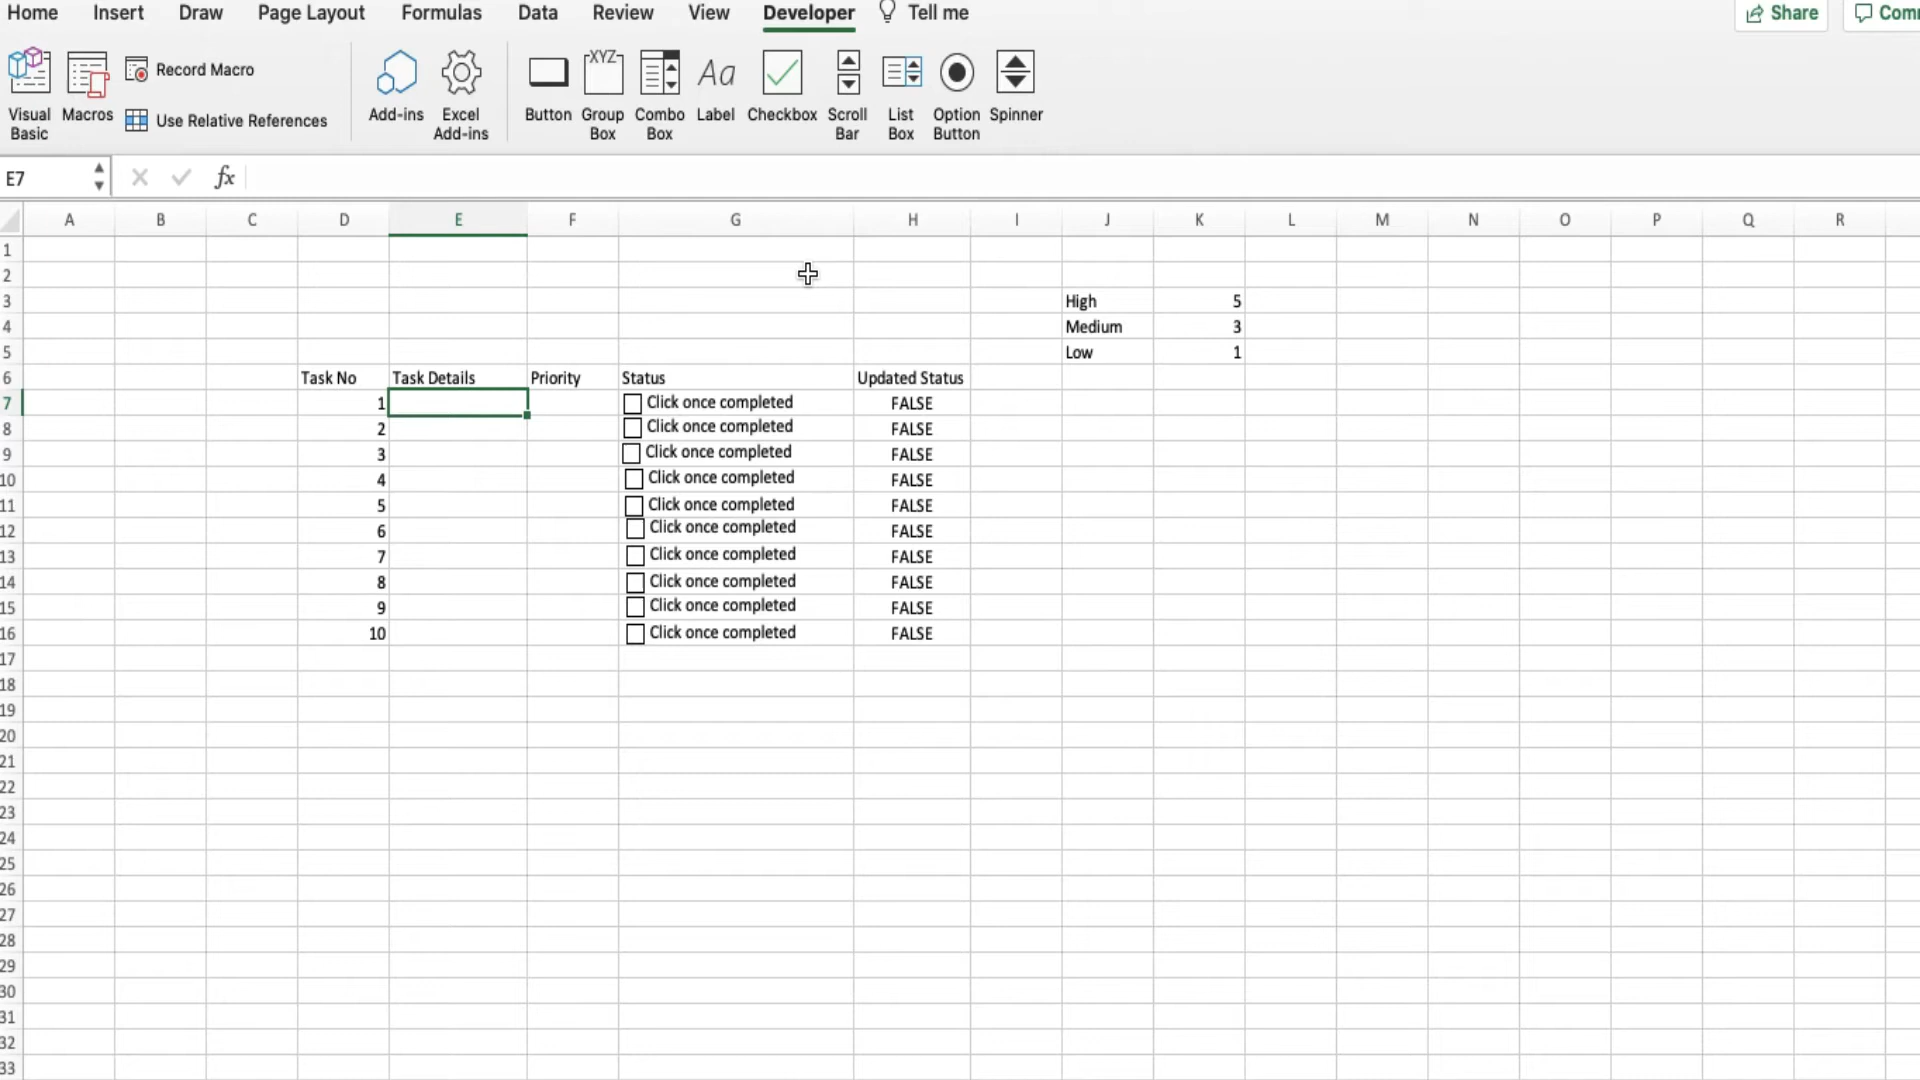 Home Insert Draw Page Layout Formulas Data Review View Developer Tell me Share
XYZ Aa
Record Macro
Visual Basic Macros Use Relative References Add-ins Excel Add-ins Button Group Box Combo Box Label Checkbox Scroll Bar List Box Option Button Spinner
E7 fx
A B C D E F G H I J K L M N O P Q R
1
2
3 High 5
4 Medium 3
5 Low 1
6 Task No Task Details Priority Status Updated Status
7 1 Click once completed FALSE
8 2 Click once completed FALSE
9 3 Click once completed FALSE
10 4 Click once completed FALSE
11 5 Click once completed FALSE
12 6 Click once completed FALSE
13 7 Click once completed FALSE
14 8 Click once completed FALSE
15 9 Click once completed FALSE
16 10 Click once completed FALSE
17
18
19
20
21
22
23
24
25
26
27
28
29
30
31
32
33